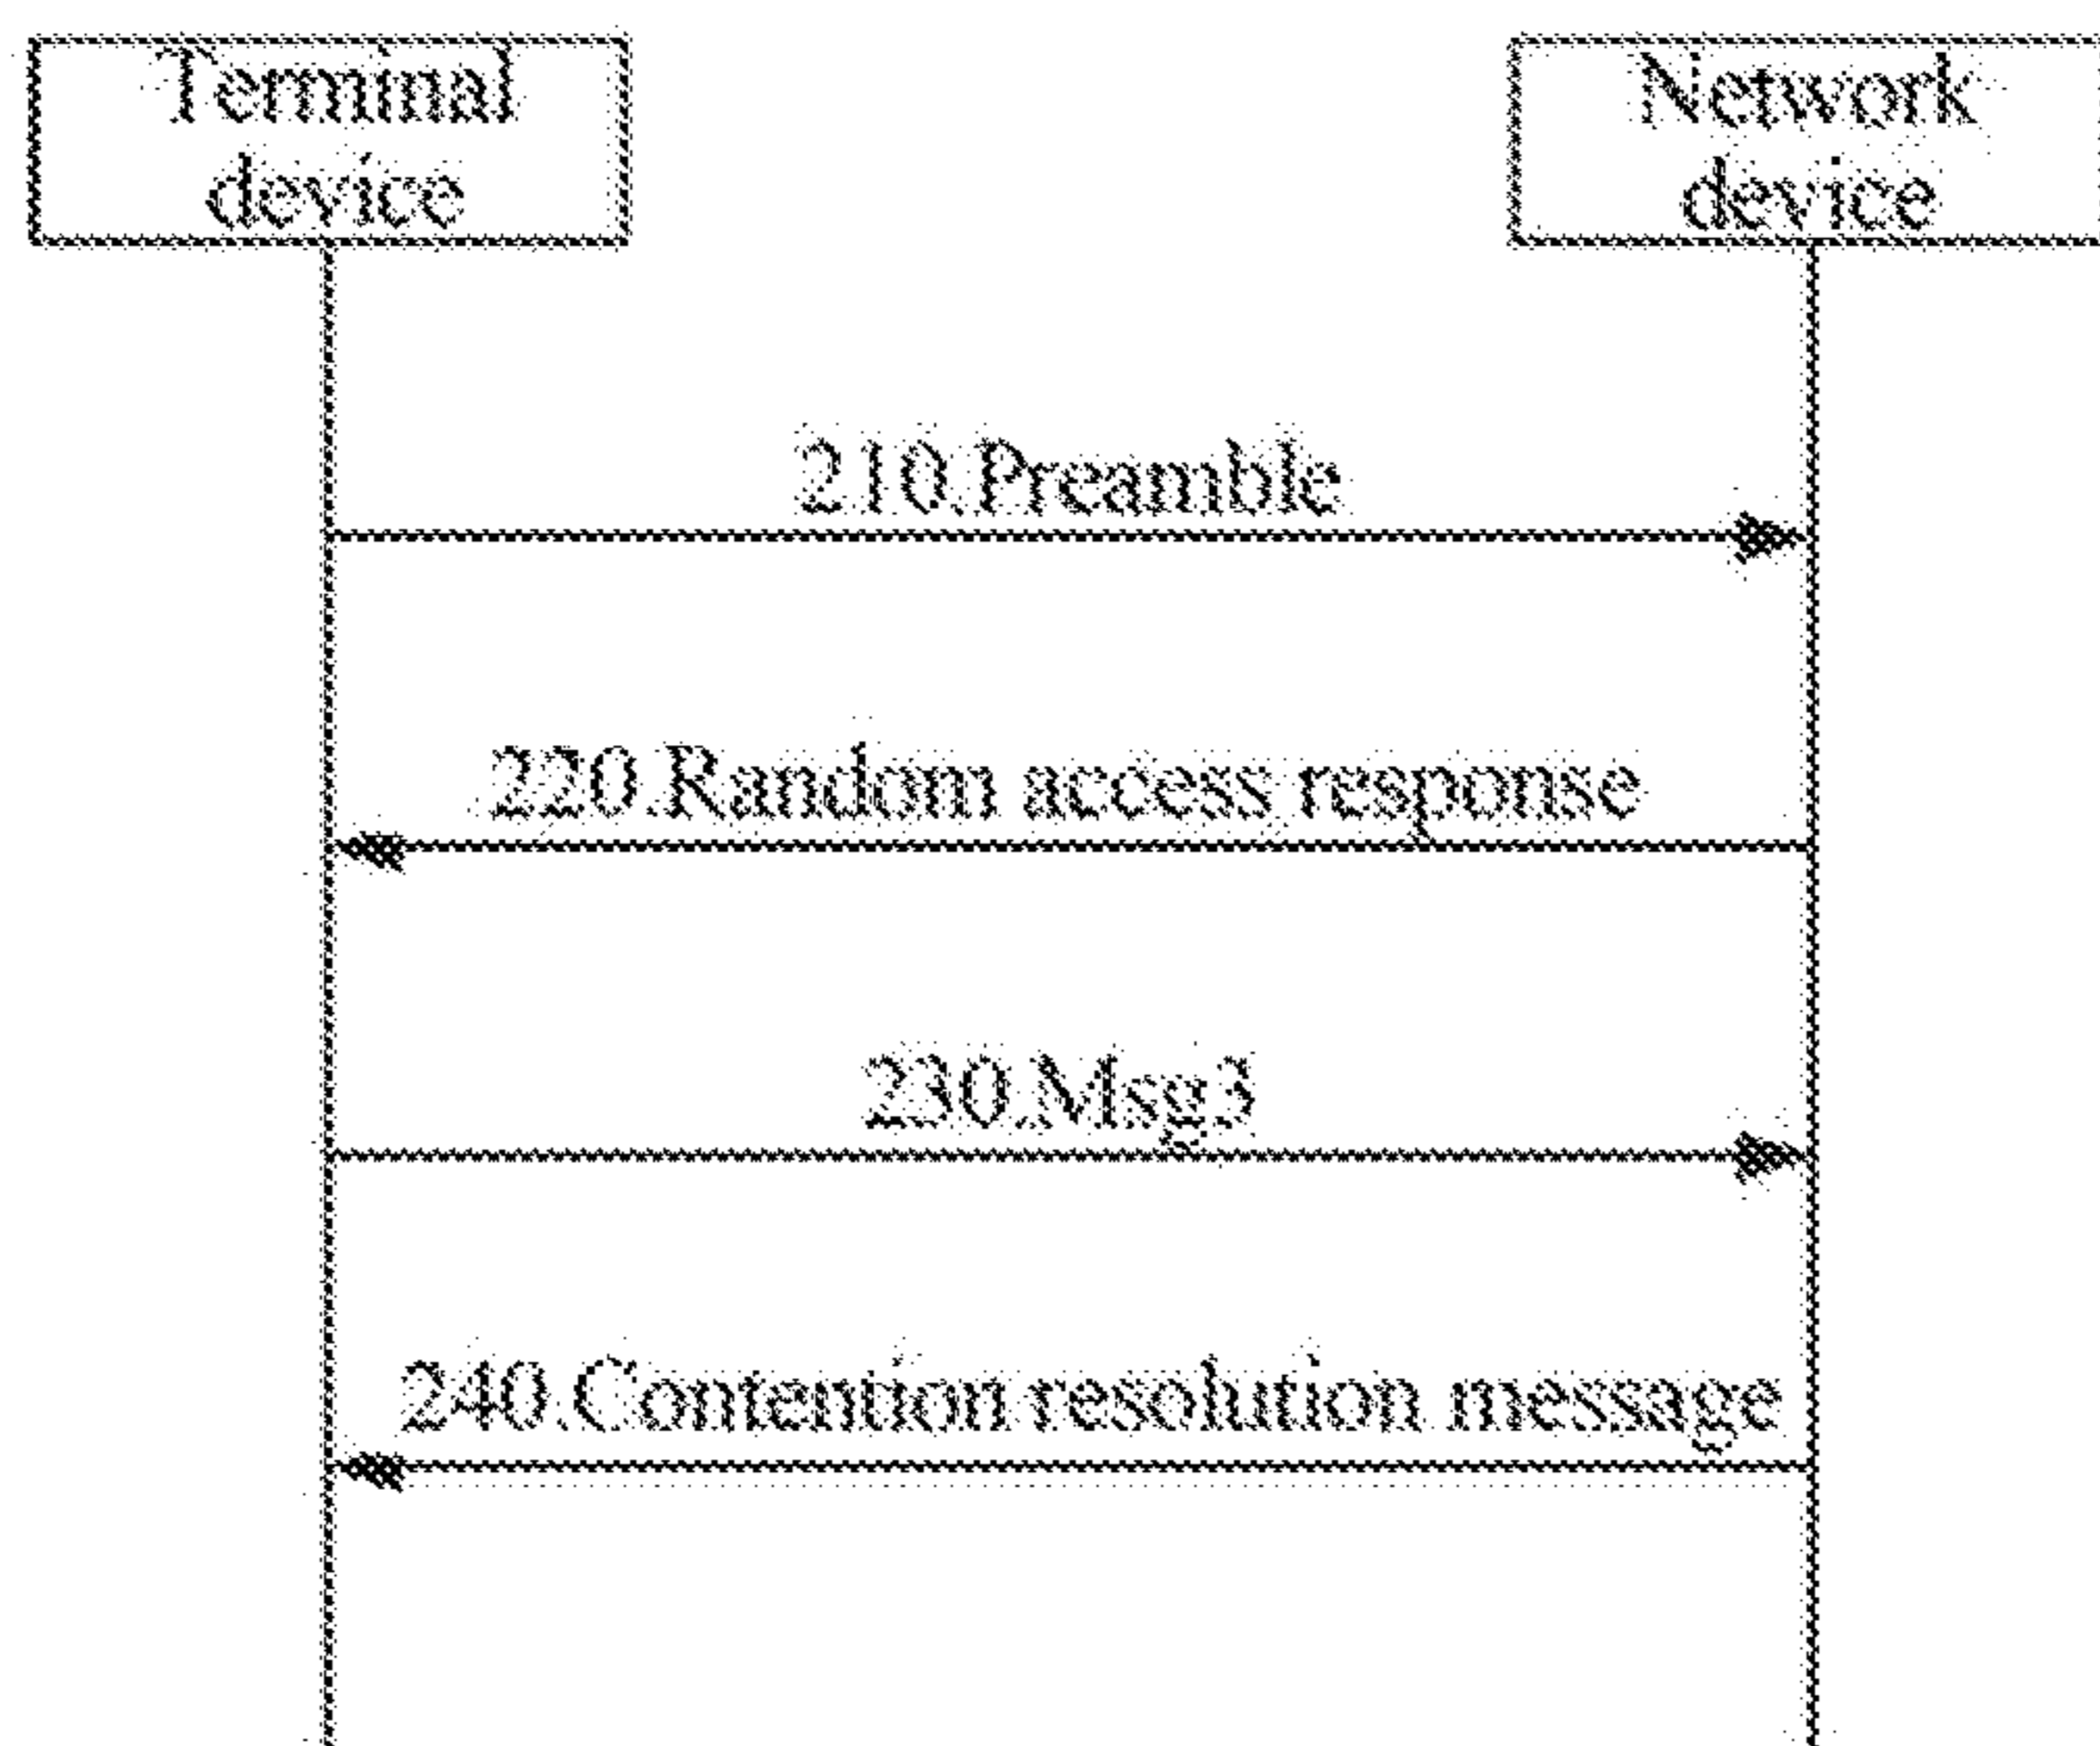 Terminal
device
Network
device
210.Preamble
220.Random access response
230.Msg3
240.Contention resolution message